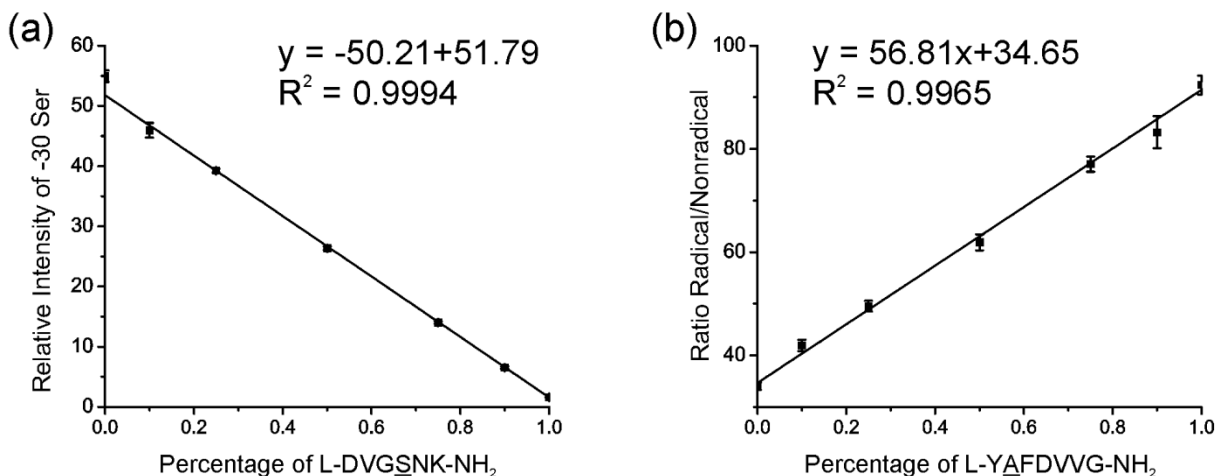 (a)
y = -50.21+51.79
R² = 0.9994
Relative Intensity of -30 Ser
60
50
40
30
20
10
0
0.0 0.2 0.4 0.6 0.8 1.0
Percentage of L-DVGSNK-NH₂
(b)
y = 56.81x+34.65
R² = 0.9965
Ratio Radical/Nonradical
100
80
60
40
0.0 0.2 0.4 0.6 0.8 1.0
Percentage of L-YAFDVVG-NH₂